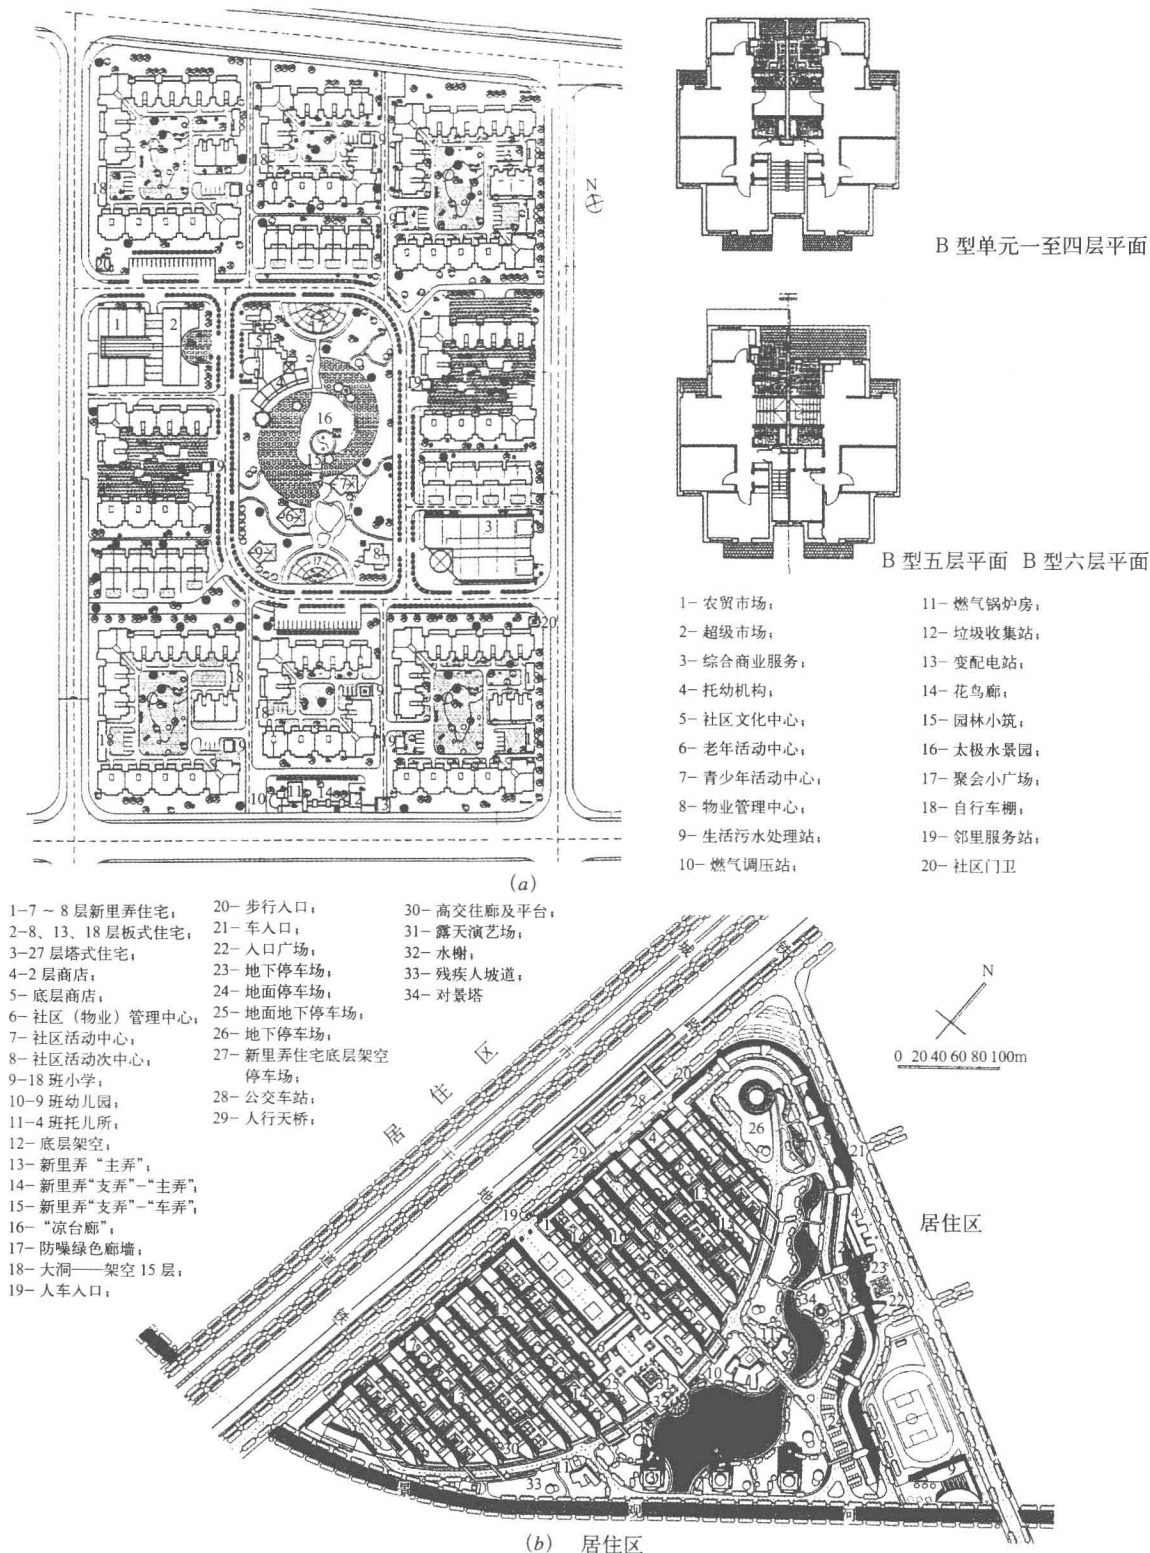 N
B 型单元一至四层平面
B 型五层平面 B 型六层平面
1- 农贸市场;
2- 超级市场;
3- 综合商业服务;
4- 托幼机构;
5- 社区文化中心;
6- 老年活动中心;
7- 青少年活动中心;
8- 物业管理中心;
9- 生活污水处理站;
10- 燃气调压站;
11- 燃气锅炉房;
12- 垃圾收集站;
13- 变配电站;
14- 花鸟廊;
15- 园林小筑;
16- 太极水景园;
17- 聚会小广场;
18- 自行车棚;
19- 邻里服务站;
20- 社区门卫
(a)
1-7 ~ 8 层新里弄住宅;
2-8、13、18 层板式住宅;
3-27 层塔式住宅;
4-2 层商店;
5- 底层商店;
6- 社区（物业）管理中心;
7- 社区活动中心;
8- 社区活动次中心;
9-18 班小学;
10-9 班幼儿园;
11-4 班托儿所;
12- 底层架空;
13- 新里弄“主弄”;
14- 新里弄“支弄”-“主弄”;
15- 新里弄“支弄”-“车弄”;
16- “凉台廊”;
17- 防噪绿色廊墙;
18- 大洞——架空 15 层;
19- 人车入口;
20- 步行入口;
21- 车入口;
22- 入口广场;
23- 地下停车场;
24- 地面停车场;
25- 地面地下停车场;
26- 地下停车场;
27- 新里弄住宅底层架空
停车场;
28- 公交车站;
29- 人行天桥;
30- 高交往廊及平台;
31- 露天演艺场;
32- 水榭;
33- 残疾人坡道;
34- 对景塔
N
0 20 40 60 80 100m
居住区
居住区
景观河
(b) 居住区